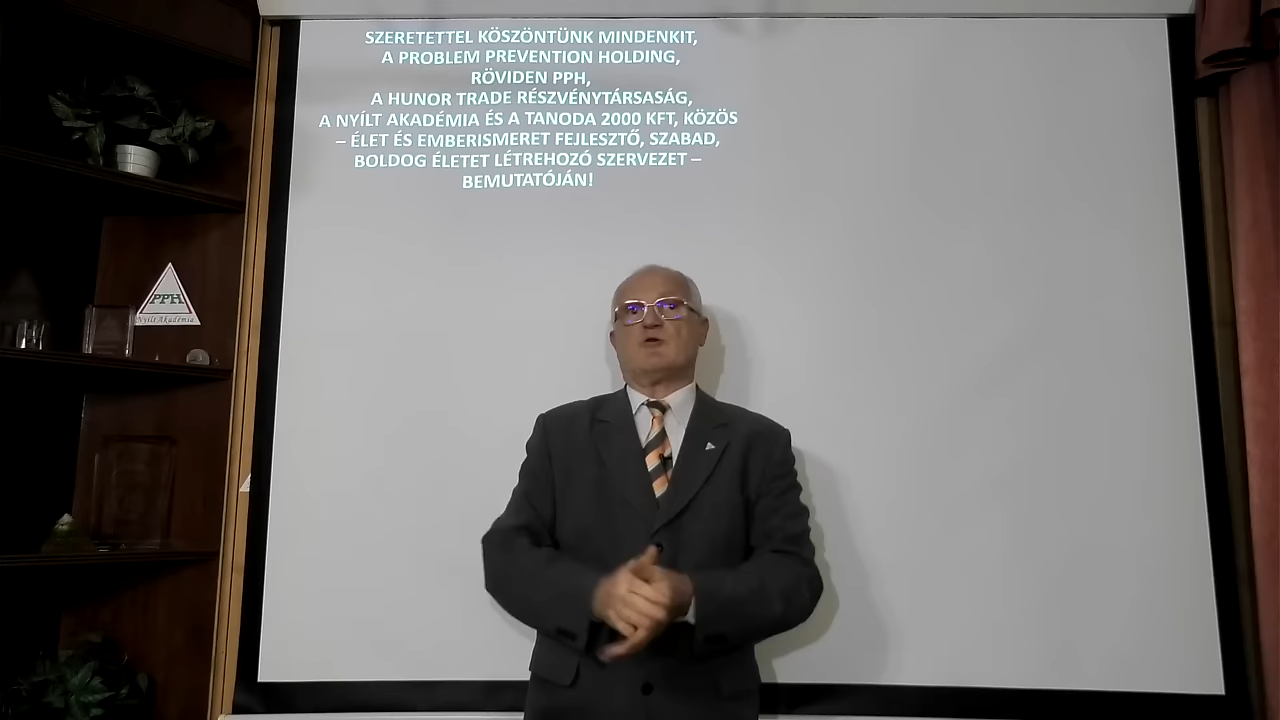 SZERETETTEL KÖSZÖNTÜNK MINDENKIT,
A PROBLEM PREVENTION HOLDING,
RÖVIDEN PPH,
A HUNOR TRADE RÉSZVÉNYTÁRSASÁG,
A NYÍLT AKADÉMIA ÉS A TANODA 2000 KFT, KÖZÖS
– ÉLET ÉS EMBERISMERET FEJLESZTŐ, SZABAD,
BOLDOG ÉLETET LÉTREHOZÓ SZERVEZET –
BEMUTATÓJÁN!
PPH
Nyílt Akadémia